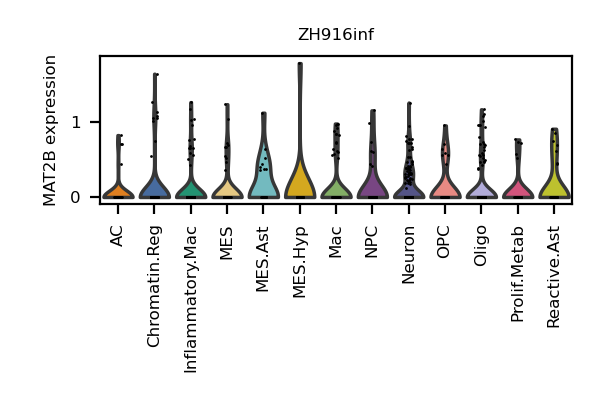 ZH916inf
MAT2B expression
1
0
AC
Chromatin.Reg
Inflammatory.Mac
MES
MES.Ast
MES.Hyp
Mac
NPC
Neuron
OPC
Oligo
Prolif.Metab
Reactive.Ast